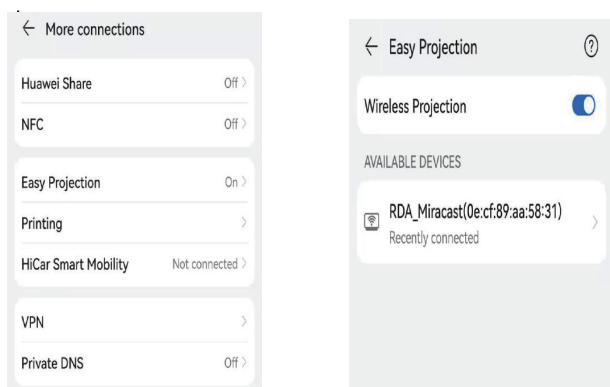 More connections
Huawei Share Off
NFC Off
Easy Projection On
Printing
HiCar Smart Mobility Not connected
VPN
Private DNS Off
Easy Projection ?
Wireless Projection
AVAILABLE DEVICES
RDA_Miracast(0e:cf:89:aa:58:31)
Recently connected